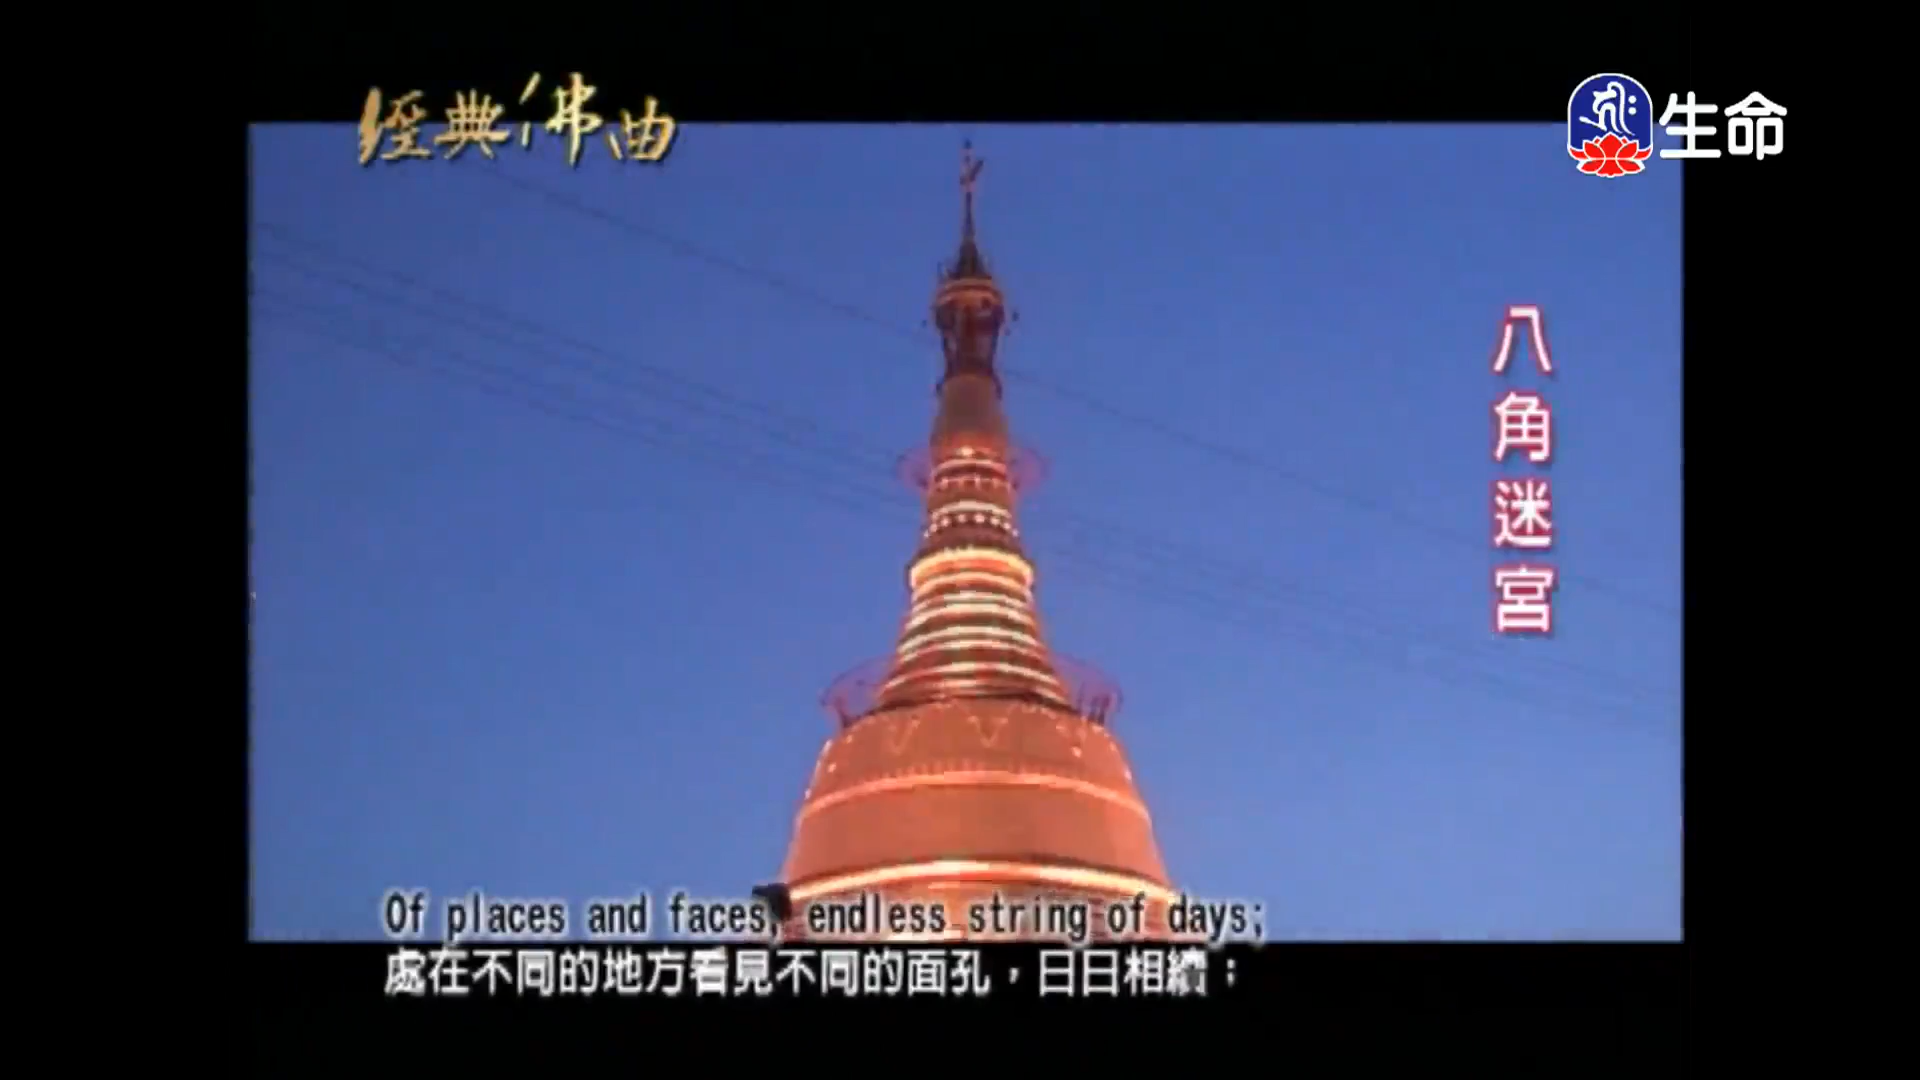 經典佛曲
生命
八角迷宮
Of places and faces, endless string of days;
處在不同的地方看見不同的面孔，日日相續；